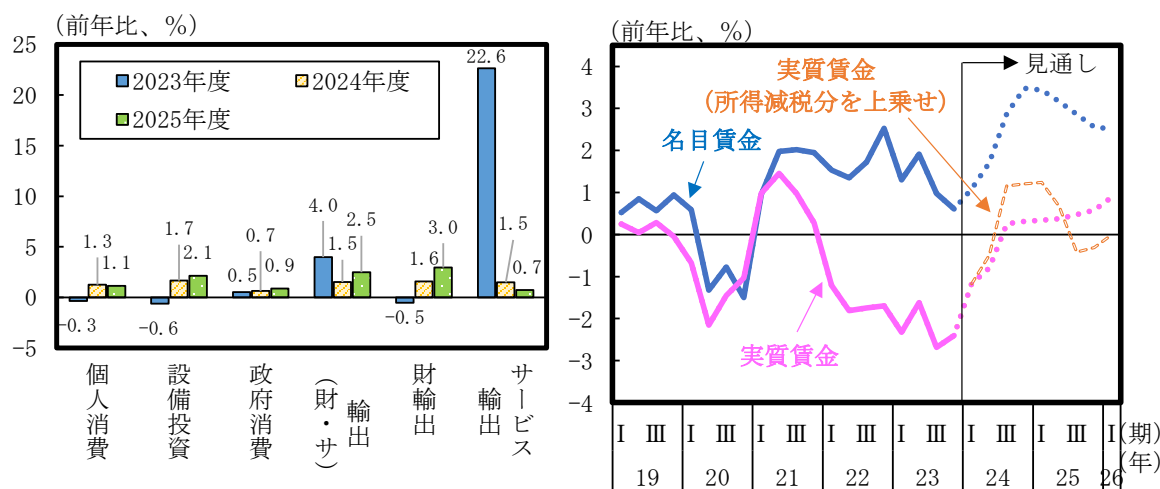 (前年比、%)
25
20
15
10
5
0
−5
2023年度
2024年度
2025年度
−0.3
1.3
1.1
−0.6
1.7
2.1
0.5
0.7
0.9
4.0
1.5
2.5
−0.5
1.6
3.0
22.6
1.5
0.7
個人消費
設備投資
政府消費
輸出
(財・サ)
財輸出
サービス
輸出
(前年比、%)
4
3
2
1
0
−1
−2
−3
−4
見通し
実質賃金
(所得減税分を上乗せ)
名目賃金
実質賃金
Ⅰ Ⅲ Ⅰ Ⅲ Ⅰ Ⅲ Ⅰ Ⅲ Ⅰ Ⅲ Ⅰ Ⅲ Ⅰ Ⅲ Ⅰ (期)
19 20 21 22 23 24 25 26 (年)